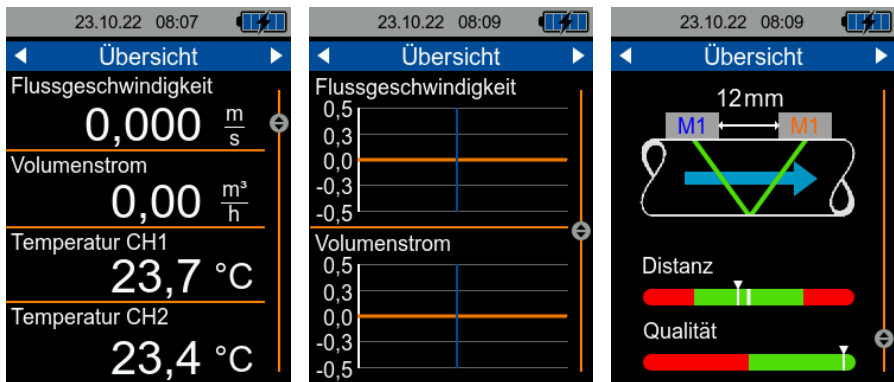 23.10.22 08:07
Übersicht
Flussgeschwindigkeit
0,000 m/s
Volumenstrom
0,00 m³/h
Temperatur CH1
23,7 °C
Temperatur CH2
23,4 °C
23.10.22 08:09
Übersicht
Flussgeschwindigkeit
0,5
0,3
0,0
-0,3
-0,5
Volumenstrom
0,5
0,3
0,0
-0,3
-0,5
23.10.22 08:09
Übersicht
12mm
M1 M1
Distanz
Qualität